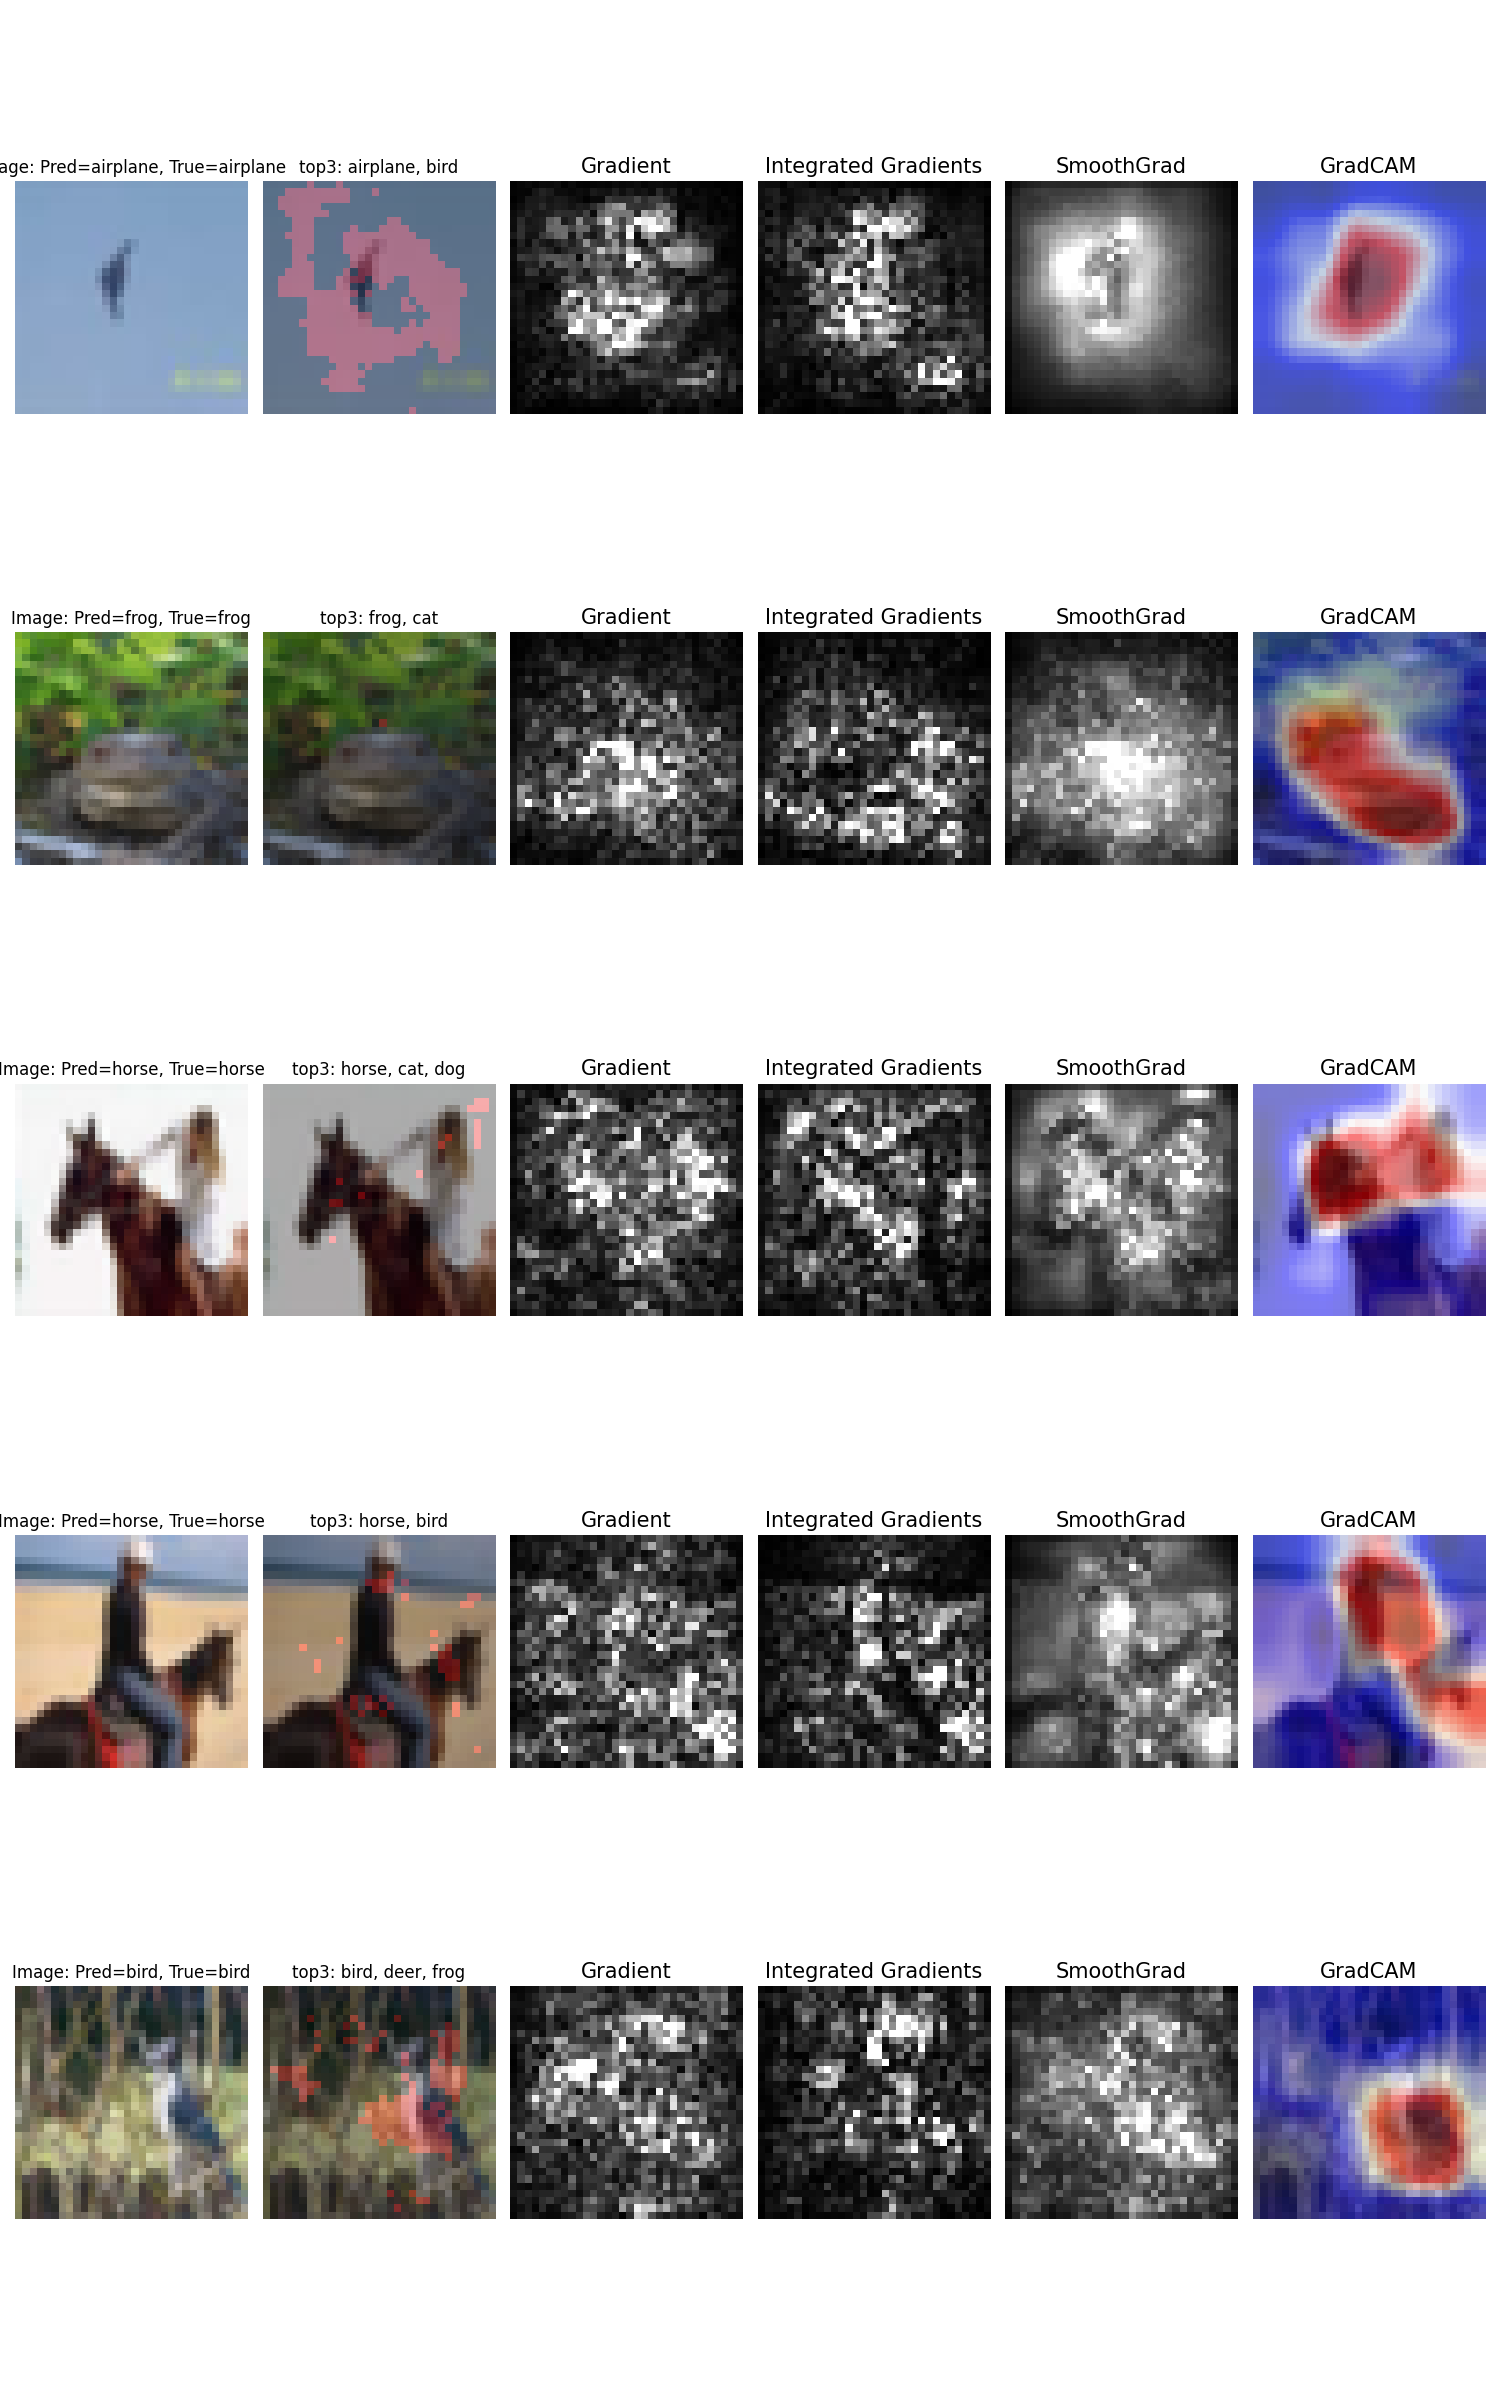 age: Pred=airplane, True=airplane top3: airplane, bird Gradient Integrated Gradients SmoothGrad GradCAM
Image: Pred=frog, True=frog top3: frog, cat Gradient Integrated Gradients SmoothGrad GradCAM
Image: Pred=horse, True=horse top3: horse, cat, dog Gradient Integrated Gradients SmoothGrad GradCAM
Image: Pred=horse, True=horse top3: horse, bird Gradient Integrated Gradients SmoothGrad GradCAM
Image: Pred=bird, True=bird top3: bird, deer, frog Gradient Integrated Gradients SmoothGrad GradCAM